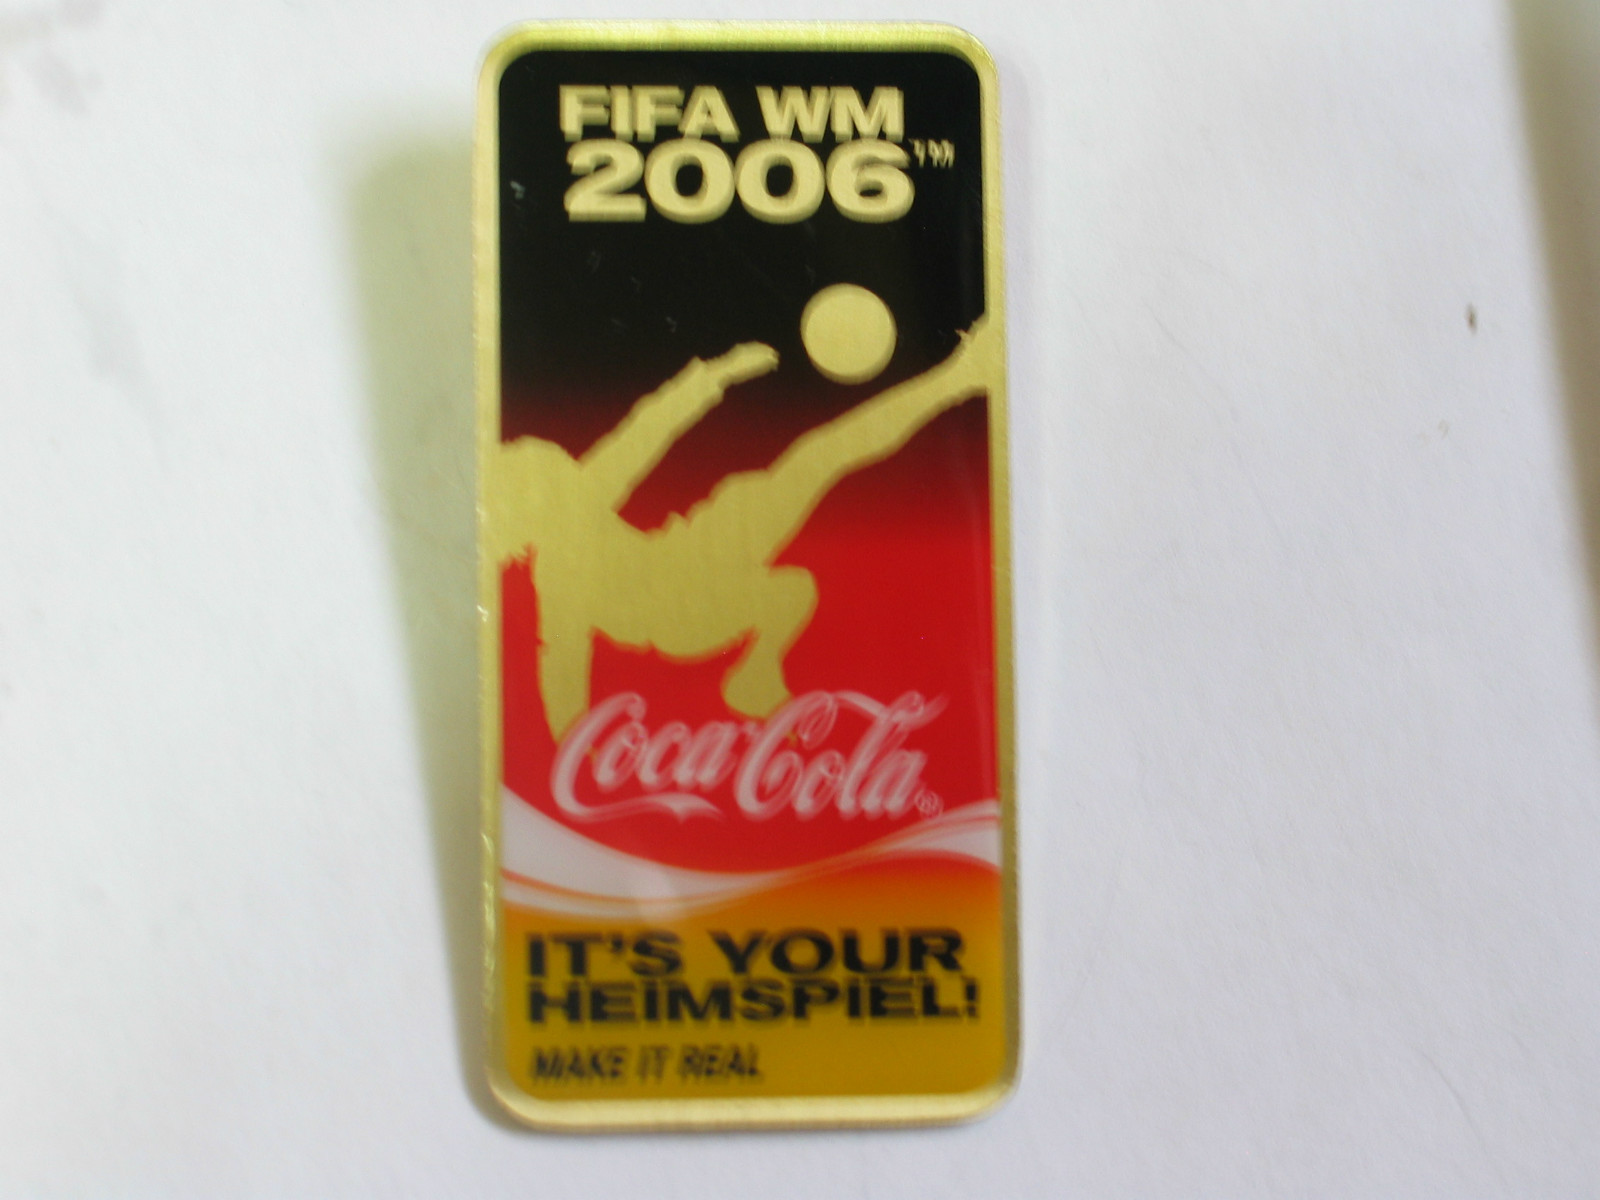 FIFA WM
2006™
Coca-Cola®
IT'S YOUR
HEIMSPIEL!
MAKE IT REAL